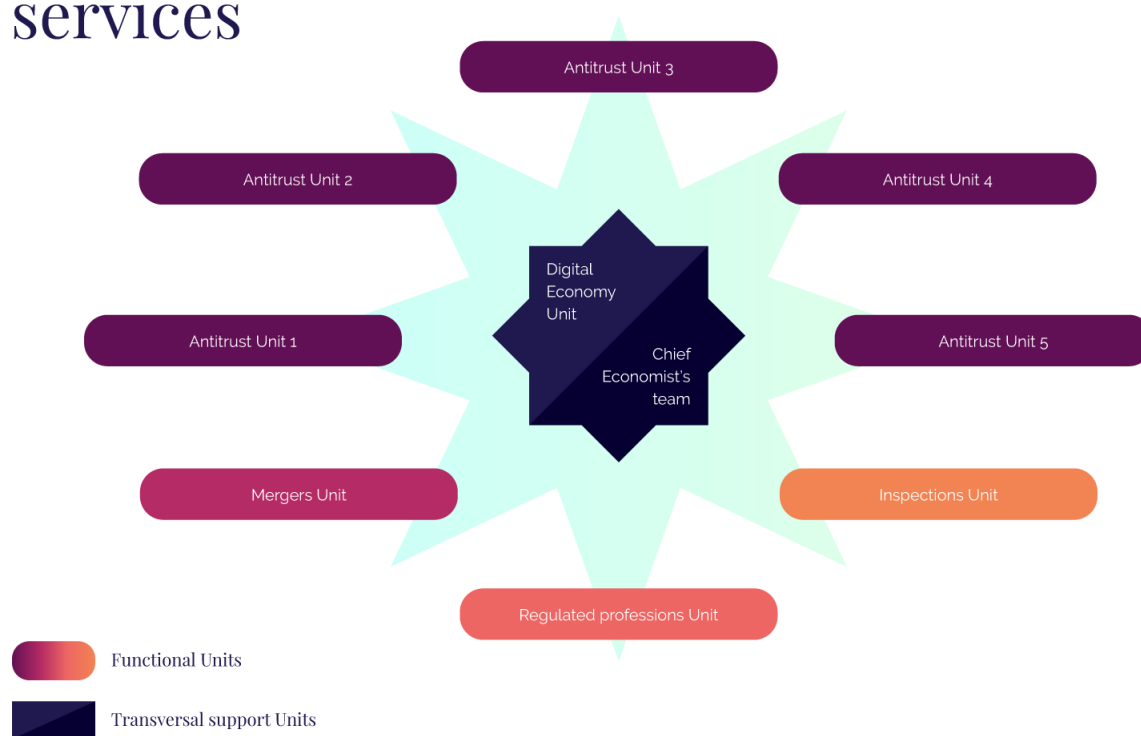 services
Antitrust Unit 3
Antitrust Unit 2
Antitrust Unit 4
Digital
Economy
Unit
Antitrust Unit 1
Antitrust Unit 5
Chief
Economist's
team
Mergers Unit
Inspections Unit
Regulated professions Unit
Functional Units
Transversal support Units